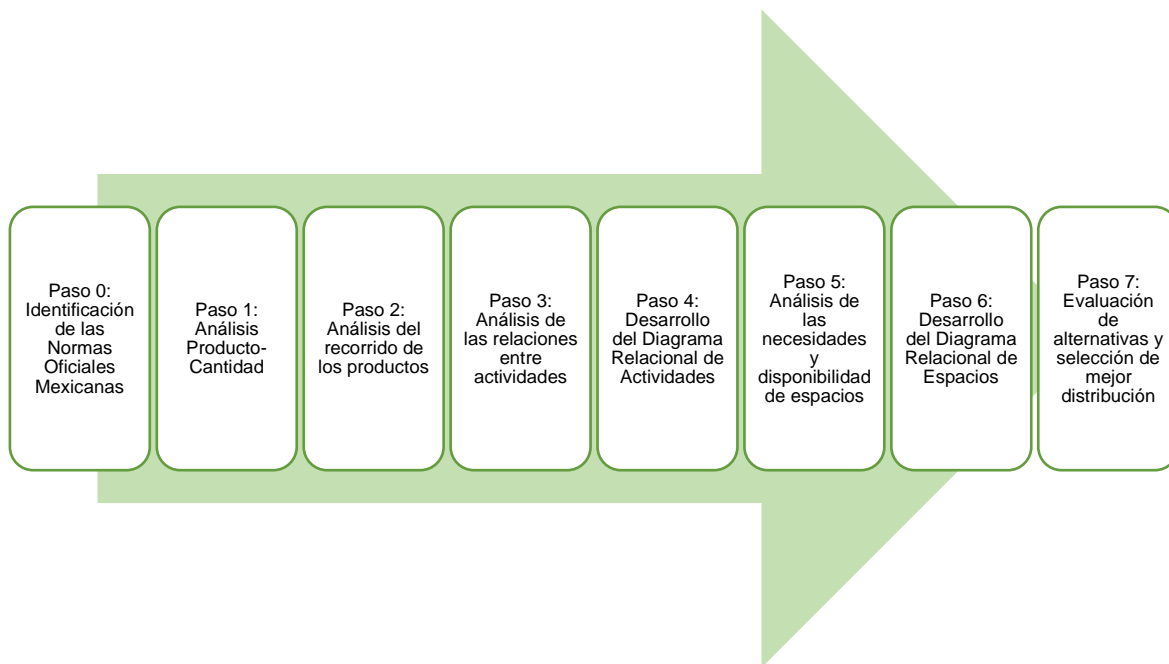 Paso 0:
Identificación
de las
Normas
Oficiales
Mexicanas
Paso 1:
Análisis
Producto-
Cantidad
Paso 2:
Análisis del
recorrido de
los productos
Paso 3:
Análisis de
las relaciones
entre
actividades
Paso 4:
Desarrollo
del Diagrama
Relacional de
Actividades
Paso 5:
Análisis de
las
necesidades
y
disponibilidad
de espacios
Paso 6:
Desarrollo
del Diagrama
Relacional de
Espacios
Paso 7:
Evaluación
de
alternativas y
selección de
mejor
distribución